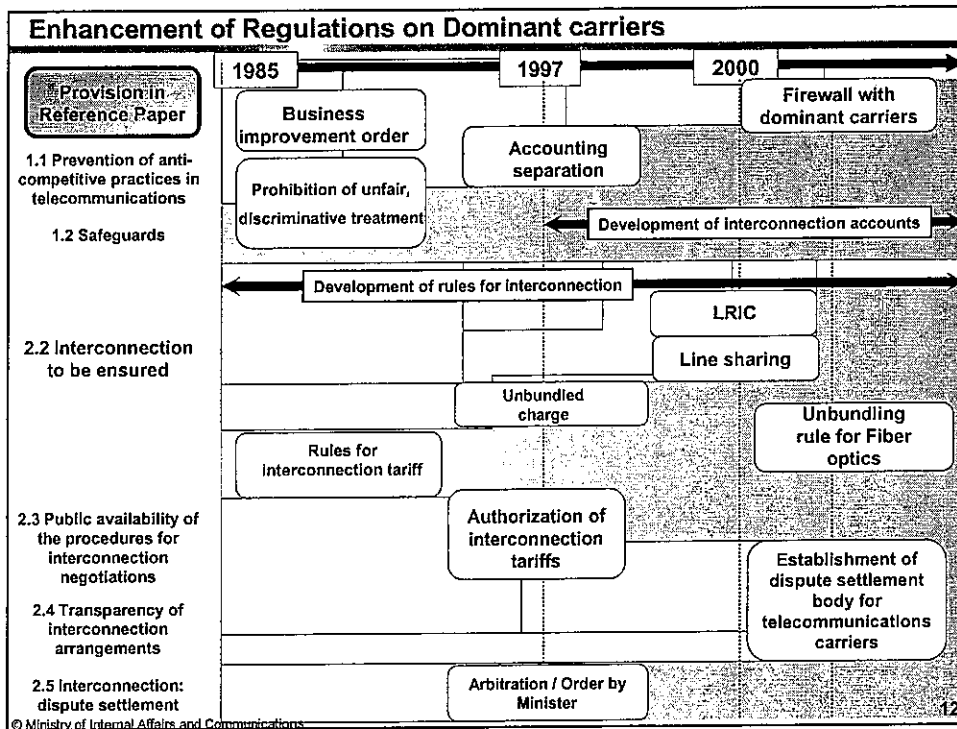 Enhancement of Regulations on Dominant carriers
1985
1997
2000
Provision in
Reference Paper
Business
improvement order
Firewall with
dominant carriers
1.1 Prevention of anti-
competitive practices in
telecommunications
Accounting
separation
Prohibition of unfair,
discriminative treatment
1.2 Safeguards
Development of interconnection accounts
Development of rules for interconnection
LRIC
2.2 Interconnection
to be ensured
Line sharing
Unbundled
charge
Unbundling
rule for Fiber
optics
Rules for
interconnection tariff
2.3 Public availability of
the procedures for
interconnection
negotiations
Authorization of
interconnection
tariffs
Establishment of
dispute settlement
body for
telecommunications
carriers
2.4 Transparency of
interconnection
arrangements
2.5 Interconnection:
dispute settlement
Arbitration / Order by
Minister
© Ministry of Internal Affairs and Communications
12